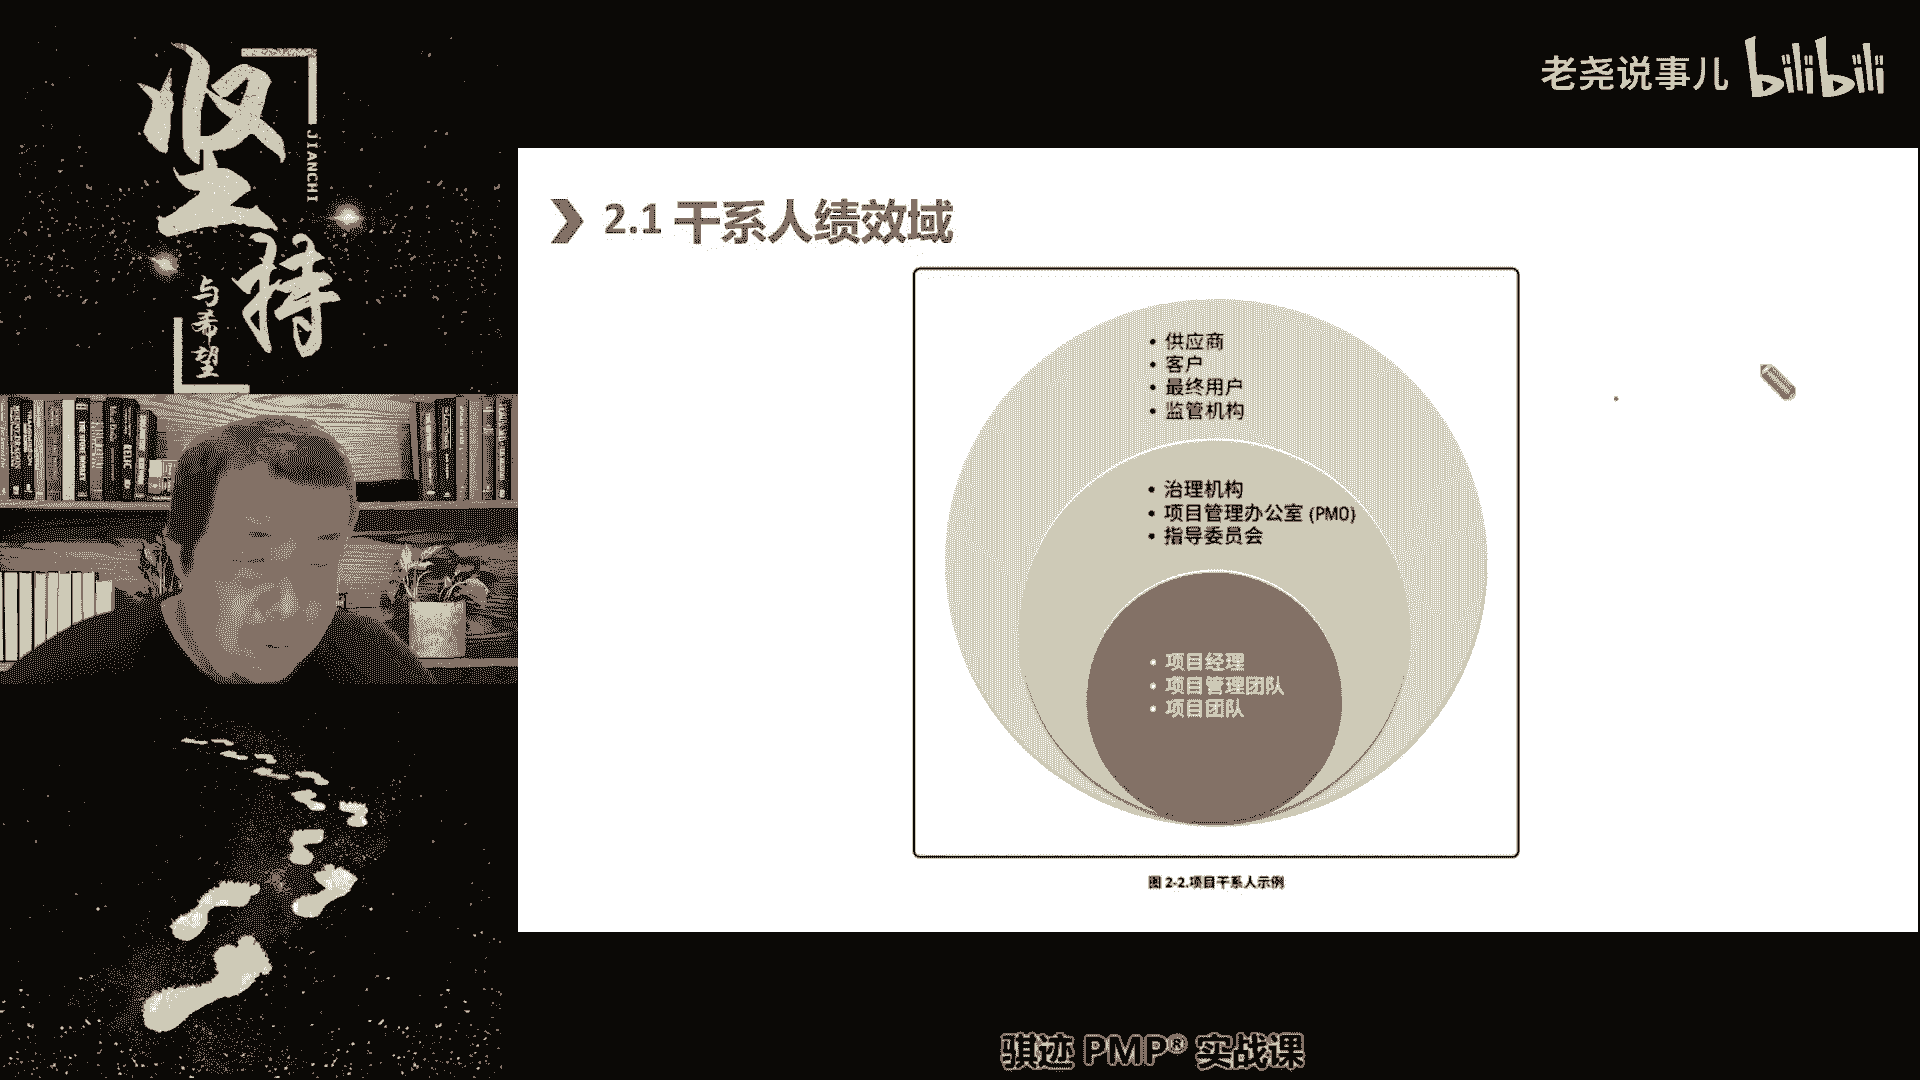 坚持
JIANCHI
与希望
老尧说事儿 bilibili
2.1 干系人绩效域
• 供应商
• 客户
• 最终用户
• 监管机构
• 治理机构
• 项目管理办公室 (PMO)
• 指导委员会
• 项目经理
• 项目管理团队
• 项目团队
图 2-2.项目干系人示例
骐迹 PMP® 实战课